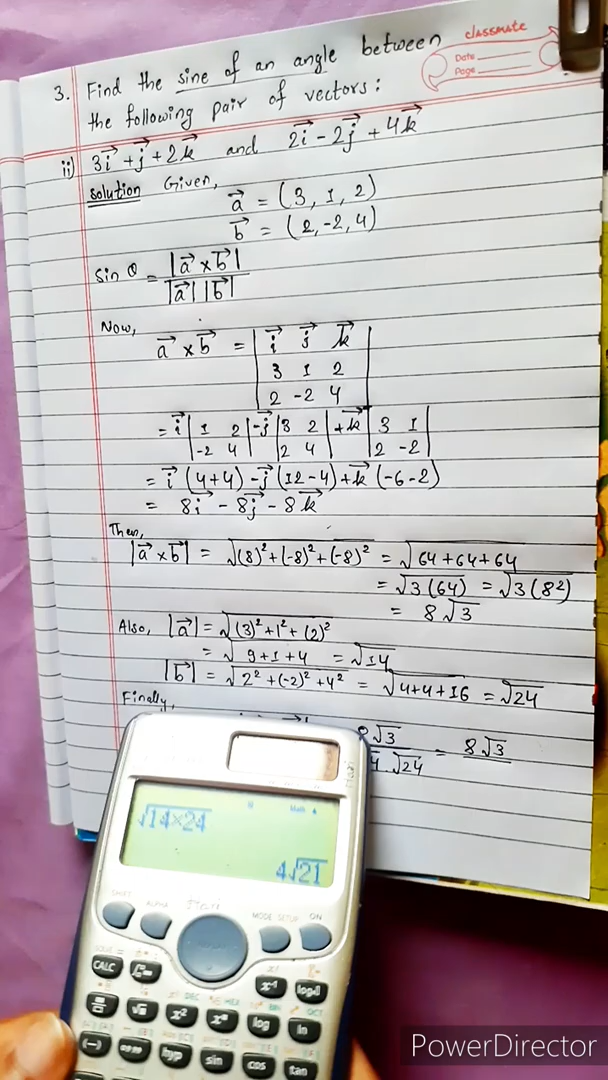 classmate
Date
Page
3. Find the sine of an angle between
the following pair of vectors:
ii) 3i⃗ + j⃗ + 2k⃗ and 2i⃗ - 2j⃗ + 4k⃗
Solution Given,
a⃗ = (3, 1, 2)
b⃗ = (2, -2, 4)
sin θ = |a⃗ × b⃗| / |a⃗| |b⃗|
Now,
a⃗ × b⃗ = | i⃗ j⃗ k⃗ |
3 1 2
2 -2 4
= i⃗ | 1 2 | - j⃗ | 3 2 | + k⃗ | 3 1 |
| -2 4 | | 2 4 | | 2 -2 |
= i⃗ (4+4) - j⃗ (12-4) + k⃗ (-6-2)
= 8i⃗ - 8j⃗ - 8k⃗
Then,
|a⃗ × b⃗| = √(8)² + (-8)² + (-8)² = √64 + 64 + 64
= √3(64) = √3(8²)
= 8√3
Also, |a⃗| = √(3)² + 1² + (2)²
= √9+1+4 = √14
|b⃗| = √2² + (-2)² + 4² = √4+4+16 = √24
Finally,
8√3 = 8√3
4 . √24
Math
√14×24
4√21
SHIFT ALPHA MODE SETUP ON
CALC x⁻¹ log
√ x² log ln
(-) hyp sin cos tan
PowerDirector